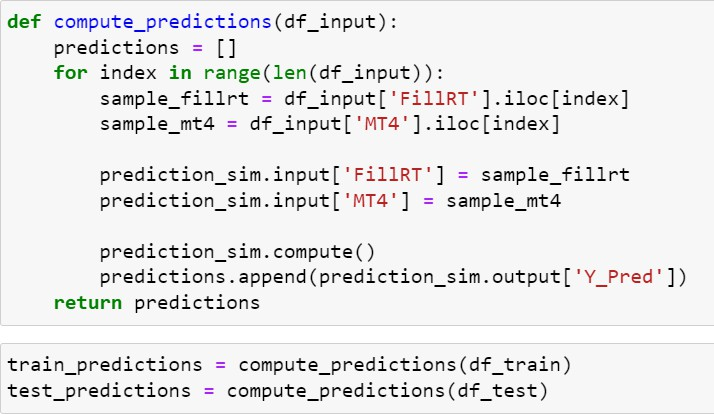 def compute_predictions(df_input):
    predictions = []
    for index in range(len(df_input)):
        sample_fillrt = df_input['FillRT'].iloc[index]
        sample_mt4 = df_input['MT4'].iloc[index]

        prediction_sim.input['FillRT'] = sample_fillrt
        prediction_sim.input['MT4'] = sample_mt4

        prediction_sim.compute()
        predictions.append(prediction_sim.output['Y_Pred'])
    return predictions

train_predictions = compute_predictions(df_train)
test_predictions = compute_predictions(df_test)